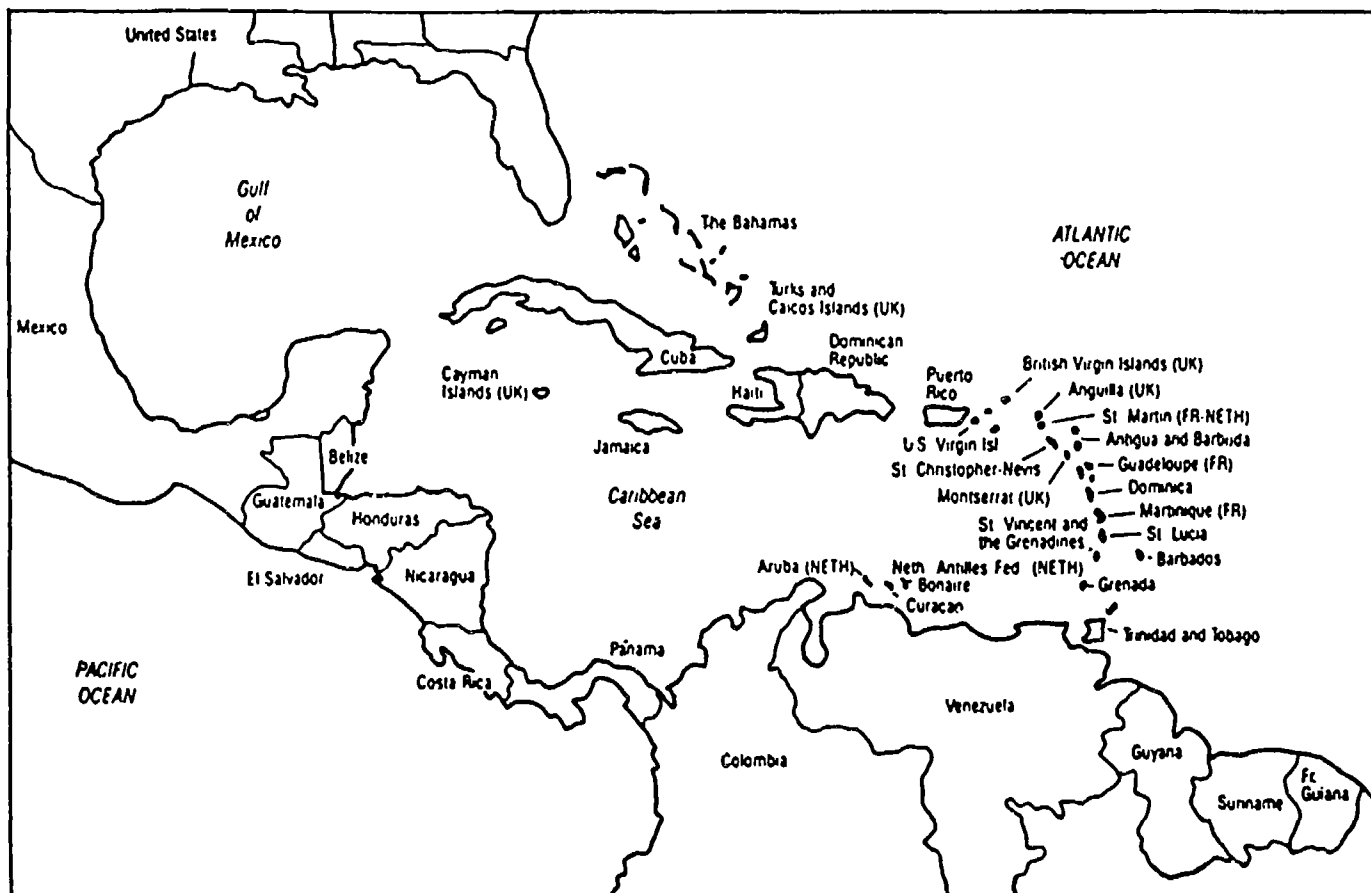 United States
Gulf
of
Mexico
The Bahamas
ATLANTIC
OCEAN
Turks and
Caicos Islands (UK)
Mexico
Cuba
Dominican
Republic
Cayman
Islands (UK)
Haiti
Puerto
Rico
British Virgin Islands (UK)
Anguilla (UK)
St Martin (FR-NETH)
Jamaica
US Virgin Isl
Antigua and Barbuda
Belize
St Christopher-Nevis
Guadeloupe (FR)
Guatemala
Caribbean
Sea
Montserrat (UK)
Dominica
Honduras
Martinique (FR)
St Vincent and
the Grenadines
St Lucia
Barbados
El Salvador
Nicaragua
Aruba (NETH)
Neth Antilles Fed (NETH)
Bonaire
Curacao
Grenada
Trinidad and Tobago
PACIFIC
OCEAN
Panama
Costa Rica
Venezuela
Colombia
Guyana
Suriname
Fr.
Guiana